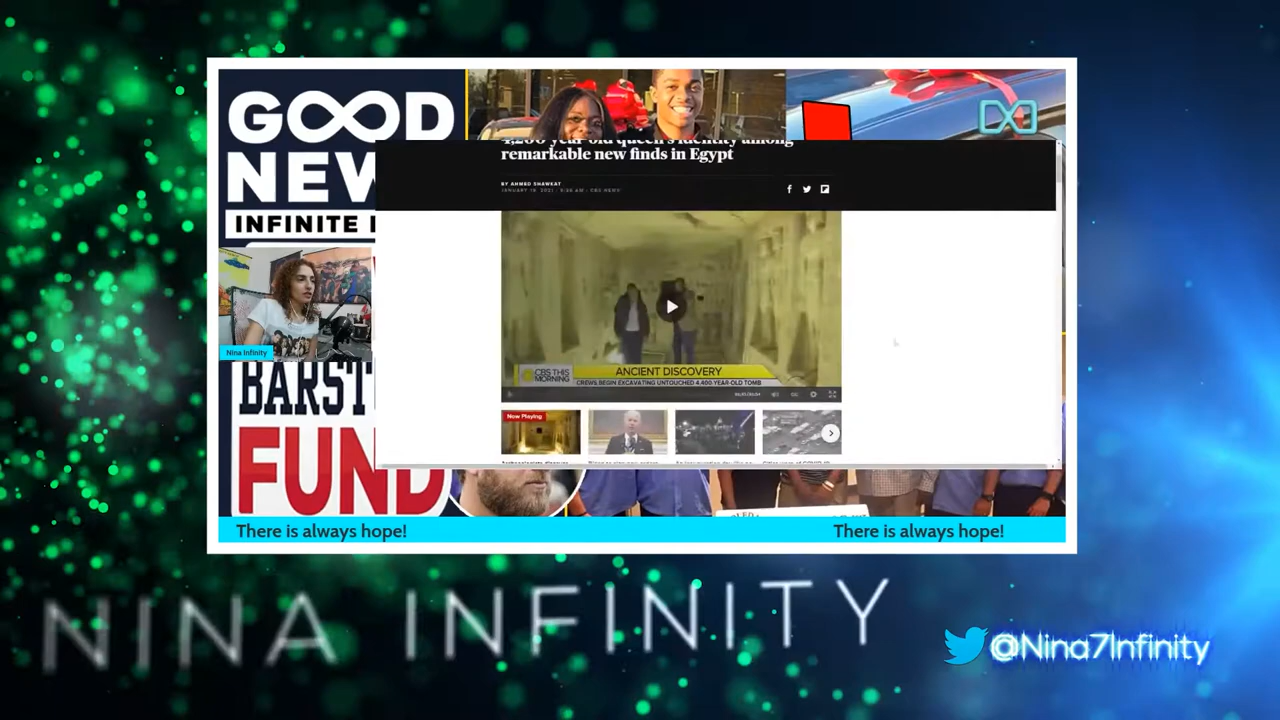 GOOD
NEW
INFINITE
remarkable new finds in Egypt
BY AHMED SHAWKAT
Nina Infinity
CBS THIS
MORNING
ANCIENT DISCOVERY
CREWS BEGIN EXCAVATING UNTOUCHED 4,400-YEAR-OLD TOMB
Now Playing
BARST
FUND
There is always hope!
There is always hope!
NINA INFINITY
@Nina7Infinity